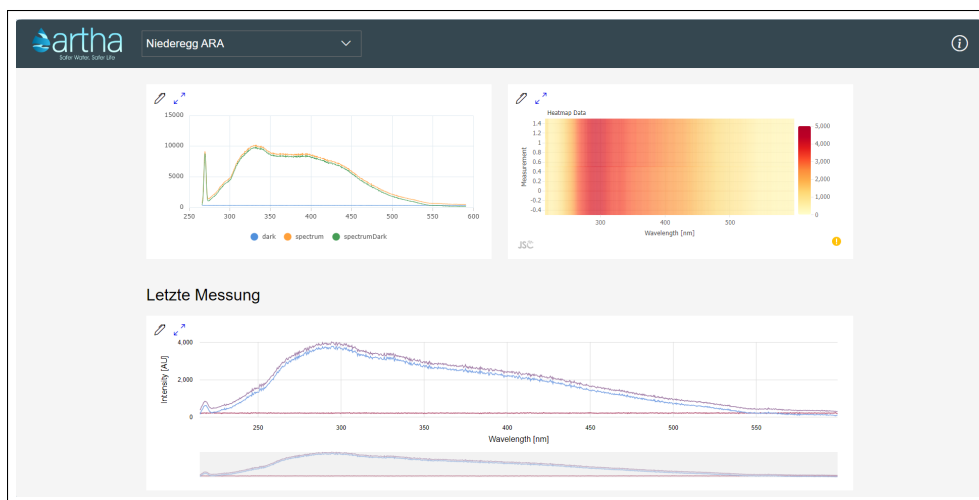 artha
Safer Water, Safer Life
Niederegg ARA
15000
10000
5000
0
250 300 350 400 450 500 550 600
dark spectrum spectrumDark
Heatmap Data
Measurement
1.4
1.2
1
0.8
0.6
0.4
0.2
0
-0.2
-0.4
300 400 500
Wavelength [nm]
5,000
4,000
3,000
2,000
1,000
0
JSC
Letzte Messung
Intensity [AU]
4,000
2,000
0
250 300 350 400 450 500 550
Wavelength [nm]